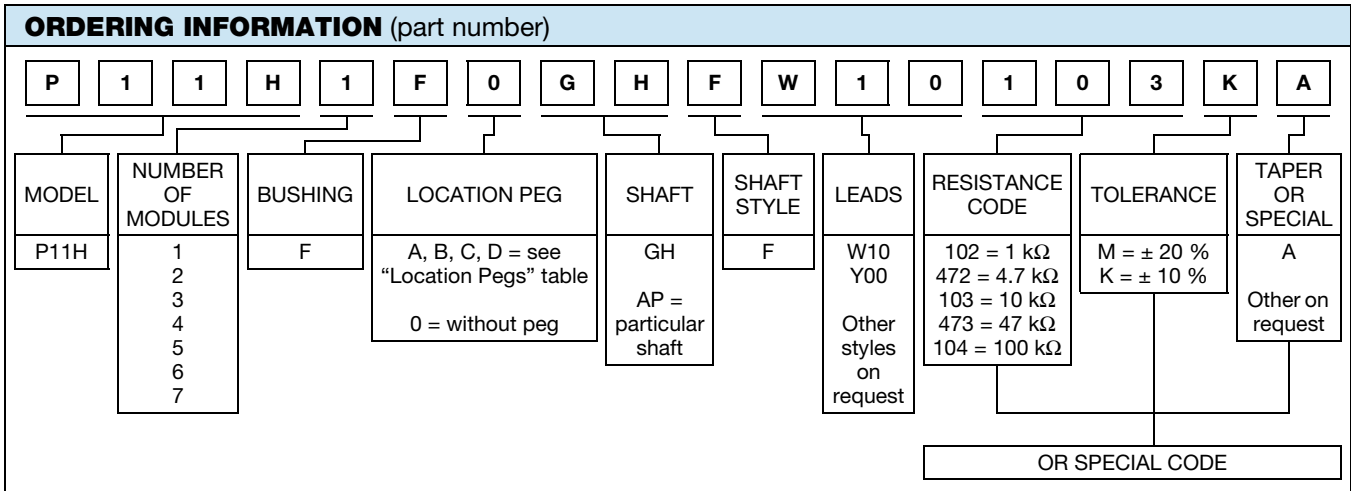 ORDERING INFORMATION (part number)
P 1 1 H 1 F 0 G H F W 1 0 1 0 3 K A
MODEL
P11H
NUMBER
OF
MODULES
1
2
3
4
5
6
7
BUSHING
F
LOCATION PEG
A, B, C, D = see
“Location Pegs” table
0 = without peg
SHAFT
GH
AP =
particular
shaft
SHAFT
STYLE
F
LEADS
W10
Y00
Other
styles
on
request
RESISTANCE
CODE
102 = 1 kΩ
472 = 4.7 kΩ
103 = 10 kΩ
473 = 47 kΩ
104 = 100 kΩ
TOLERANCE
M = ± 20 %
K = ± 10 %
TAPER
OR
SPECIAL
A
Other on
request
OR SPECIAL CODE